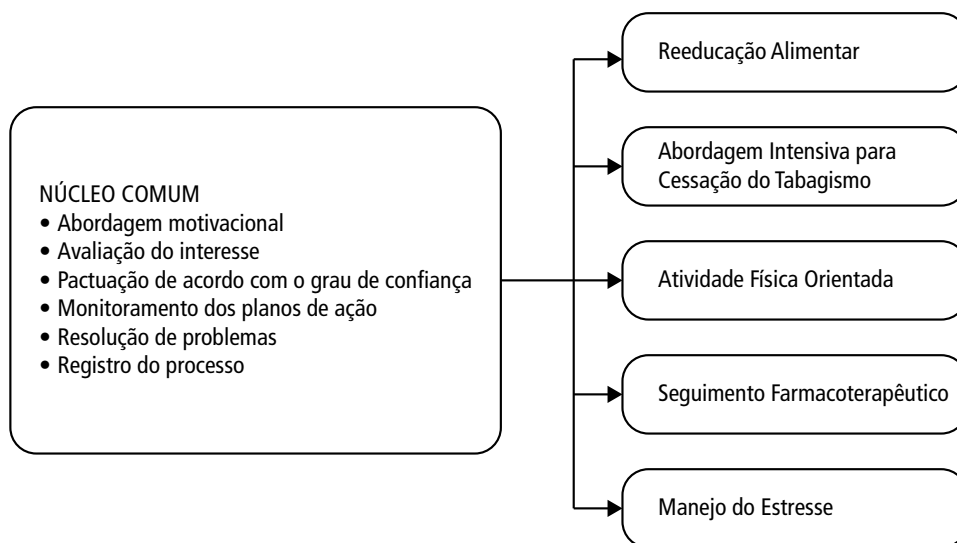 NÚCLEO COMUM
• Abordagem motivacional
• Avaliação do interesse
• Pactuação de acordo com o grau de confiança
• Monitoramento dos planos de ação
• Resolução de problemas
• Registro do processo
Reeducação Alimentar
Abordagem Intensiva para
Cessação do Tabagismo
Atividade Física Orientada
Seguimento Farmacoterapêutico
Manejo do Estresse